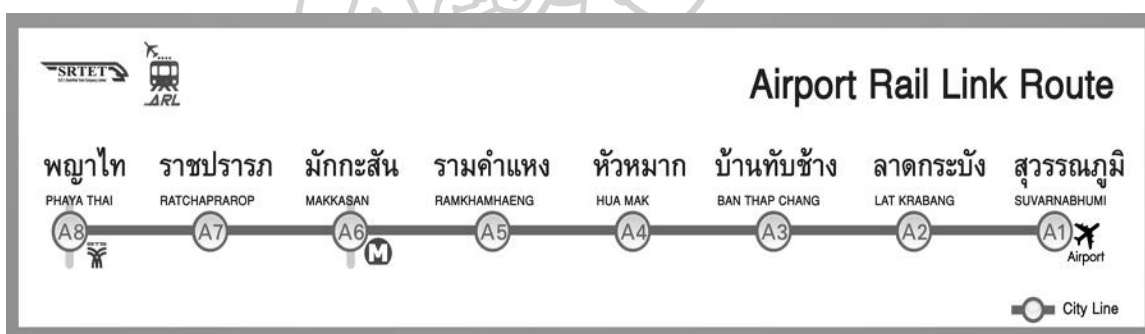 SRTET
ARL
Airport Rail Link Route
พญาไท ราชปรารภ มักกะสัน รามคำแหง หัวหมาก บ้านทับช้าง ลาดกระบัง สุวรรณภูมิ
PHAYA THAI RATCHAPRAROP MAKKASAN RAMKHAMHAENG HUA MAK BAN THAP CHANG LAT KRABANG SUVARNABHUMI
A8 A7 A6 A5 A4 A3 A2 A1
BTS M Airport
City Line